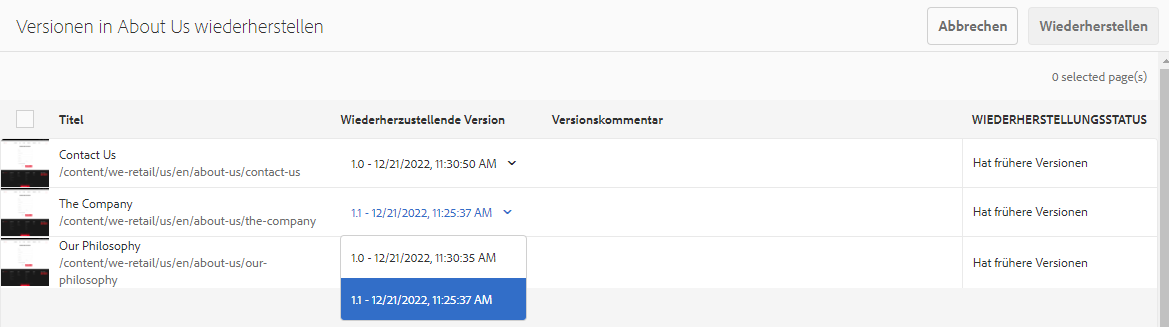 Versionen in About Us wiederherstellen
Abbrechen
Wiederherstellen
0 selected page(s)
Titel
Wiederherzustellende Version
Versionskommentar
WIEDERHERSTELLUNGSSTATUS
Contact Us
/content/we-retail/us/en/about-us/contact-us
1.0 - 12/21/2022, 11:30:50 AM
Hat frühere Versionen
The Company
/content/we-retail/us/en/about-us/the-company
1.1 - 12/21/2022, 11:25:37 AM
Hat frühere Versionen
Our Philosophy
/content/we-retail/us/en/about-us/our-
philosophy
Hat frühere Versionen
1.0 - 12/21/2022, 11:30:35 AM
1.1 - 12/21/2022, 11:25:37 AM